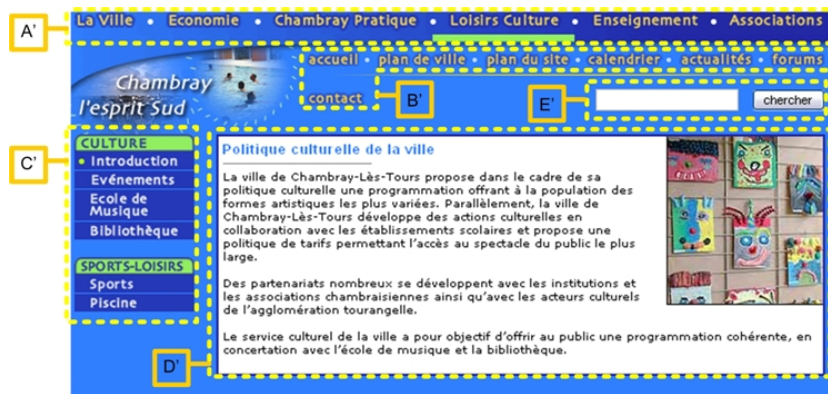 A'
La Ville • Economie • Chambray Pratique • Loisirs Culture • Enseignement • Associations
accueil • plan de ville • plan du site • calendrier • actualités • forums
contact
B'
E'
chercher
Chambray
l'esprit Sud
C'
CULTURE
• Introduction
Evénements
Ecole de
Musique
Bibliothèque
SPORTS-LOISIRS
Sports
Piscine
Politique culturelle de la ville
La ville de Chambray-Lès-Tours propose dans le cadre de sa
politique culturelle une programmation offrant à la population des
formes artistiques les plus variées. Parallèlement, la ville de
Chambray-Lès-Tours développe des actions culturelles en
collaboration avec les établissements scolaires et propose une
politique de tarifs permettant l'accès au spectacle du public le plus
large.
Des partenariats nombreux se développent avec les institutions et
les associations chambraisiennes ainsi qu'avec les acteurs culturels
de l'agglomération tourangelle.
Le service culturel de la ville a pour objectif d'offrir au public une programmation cohérente, en
concertation avec l'école de musique et la bibliothèque.
D'